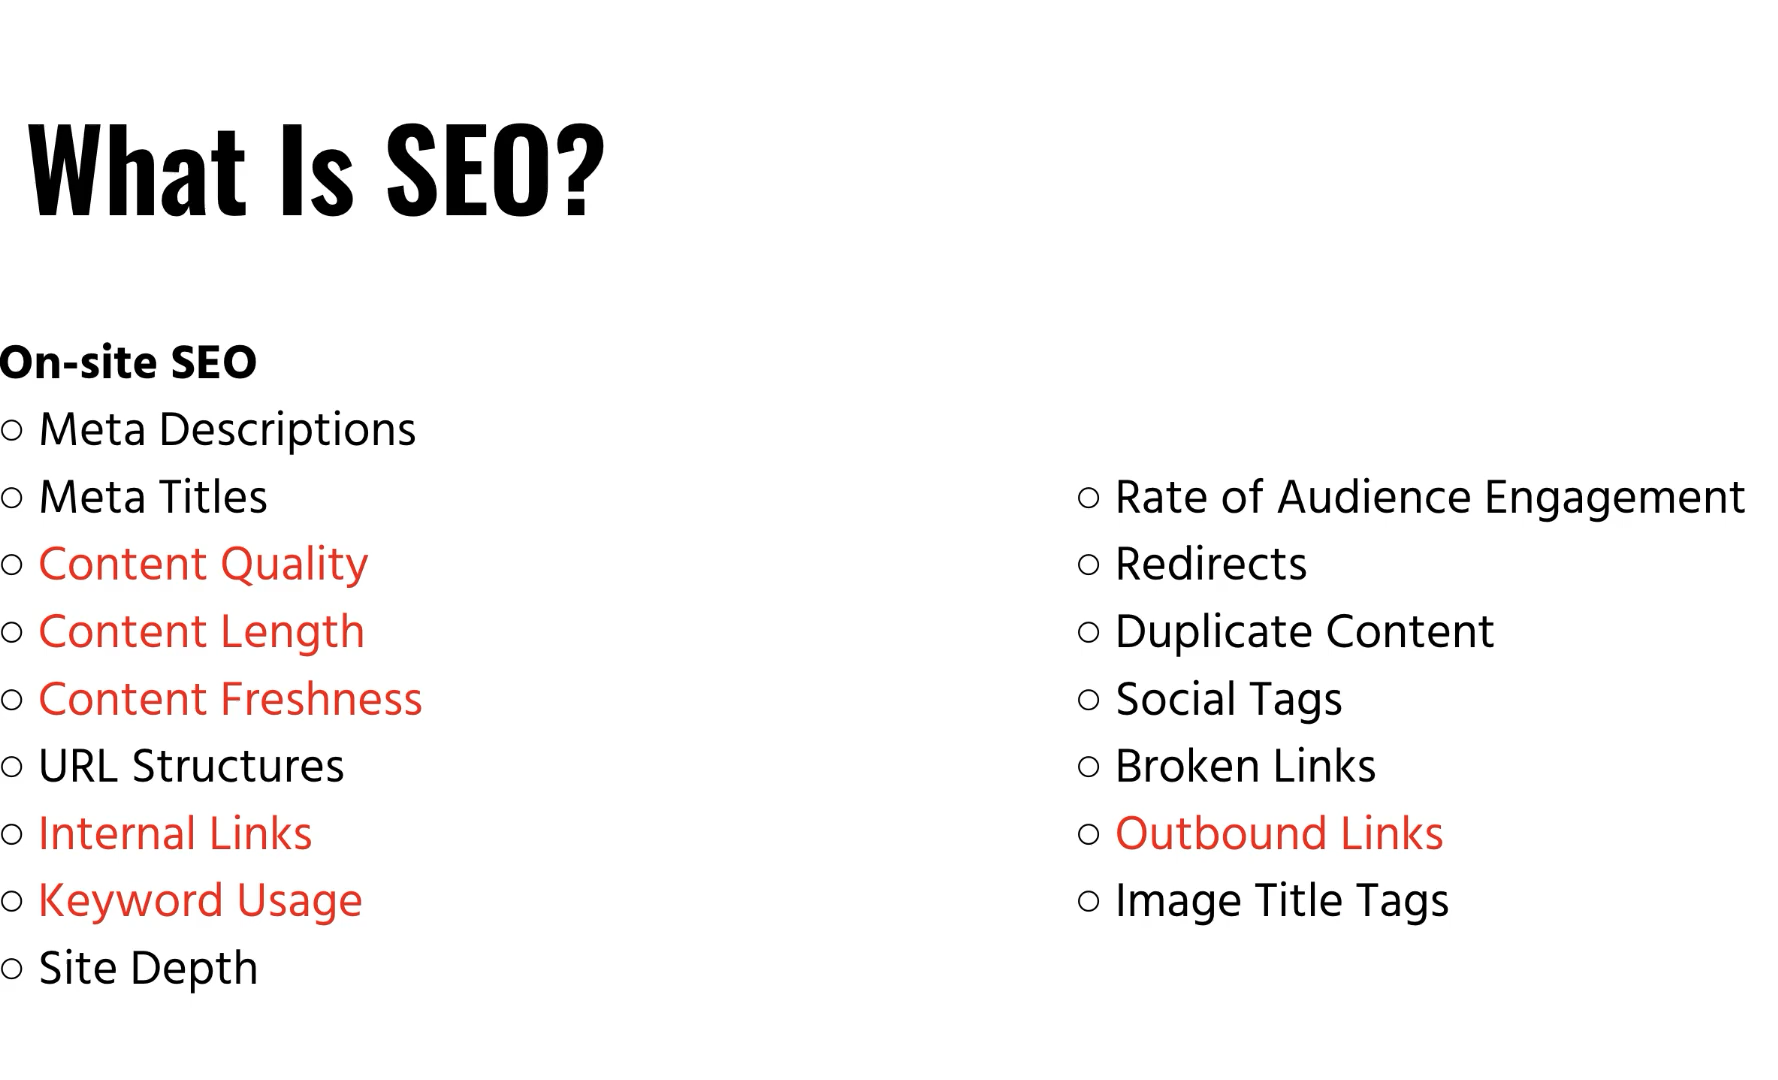 What Is SEO?
On-site SEO
○ Meta Descriptions
○ Meta Titles
○ Content Quality
○ Content Length
○ Content Freshness
○ URL Structures
○ Internal Links
○ Keyword Usage
○ Site Depth
○ Rate of Audience Engagement
○ Redirects
○ Duplicate Content
○ Social Tags
○ Broken Links
○ Outbound Links
○ Image Title Tags